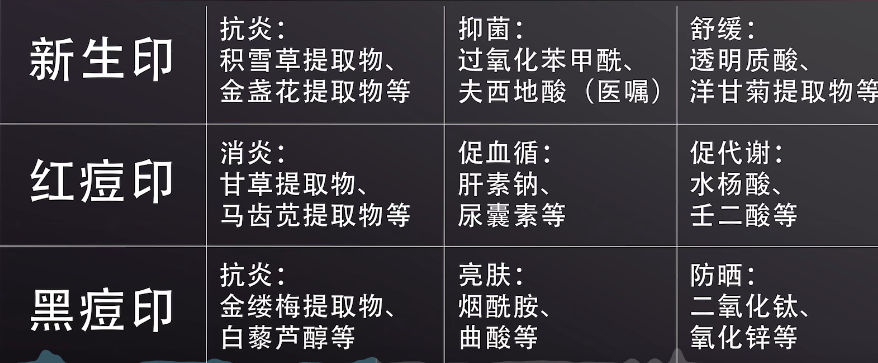 新生印
抗炎：
积雪草提取物、
金盏花提取物等
抑菌：
过氧化苯甲酰、
夫西地酸（医嘱）
舒缓：
透明质酸、
洋甘菊提取物等
红痘印
消炎：
甘草提取物、
马齿苋提取物等
促血循：
肝素钠、
尿囊素等
促代谢：
水杨酸、
壬二酸等
黑痘印
抗炎：
金缕梅提取物、
白藜芦醇等
亮肤：
烟酰胺、
曲酸等
防晒：
二氧化钛、
氧化锌等